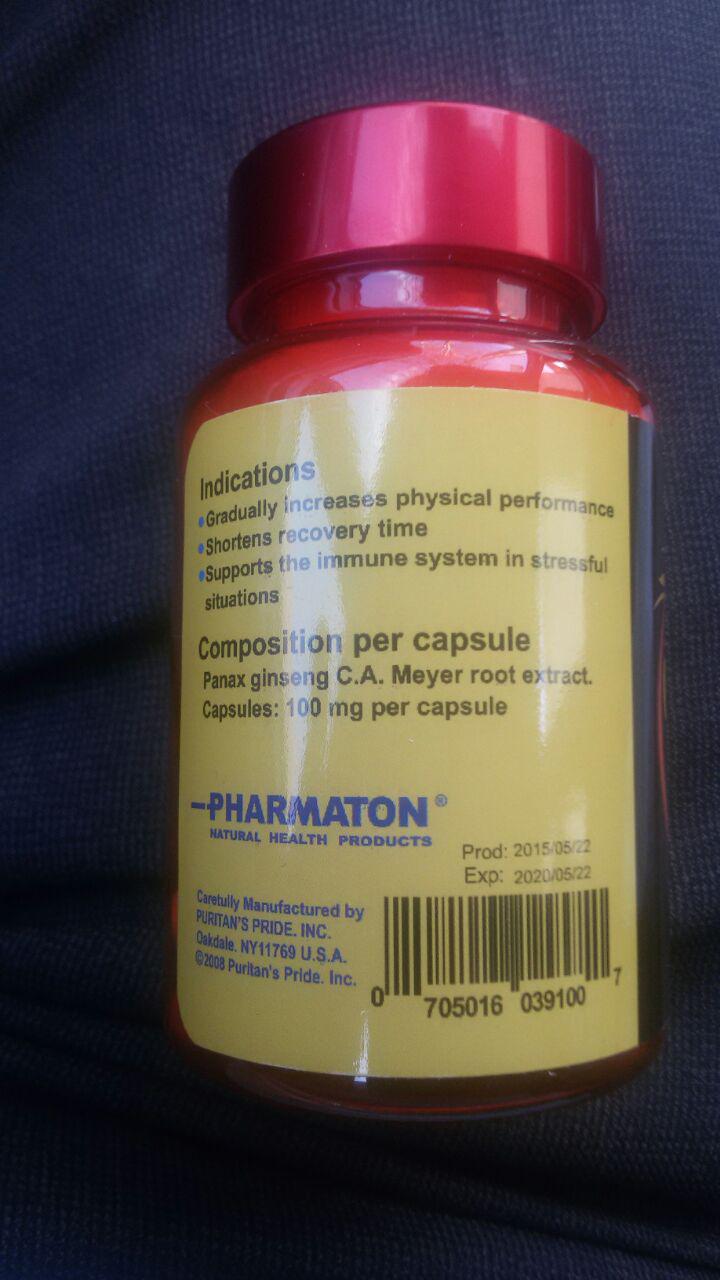 Indications
•Gradually increases physical performance
•Shortens recovery time
•Supports the immune system in stressful
situations
Composition per capsule
Panax ginseng C.A. Meyer root extract.
Capsules: 100 mg per capsule
–PHARMATON®
NATURAL HEALTH PRODUCTS
Prod: 2015/05/22
Exp: 2020/05/22
Caretully Manufactured by
PURITAN'S PRIDE. INC.
Oakdale. NY11769 U.S.A.
©2008 Puritan's Pride. Inc.
0 705016 039100 7